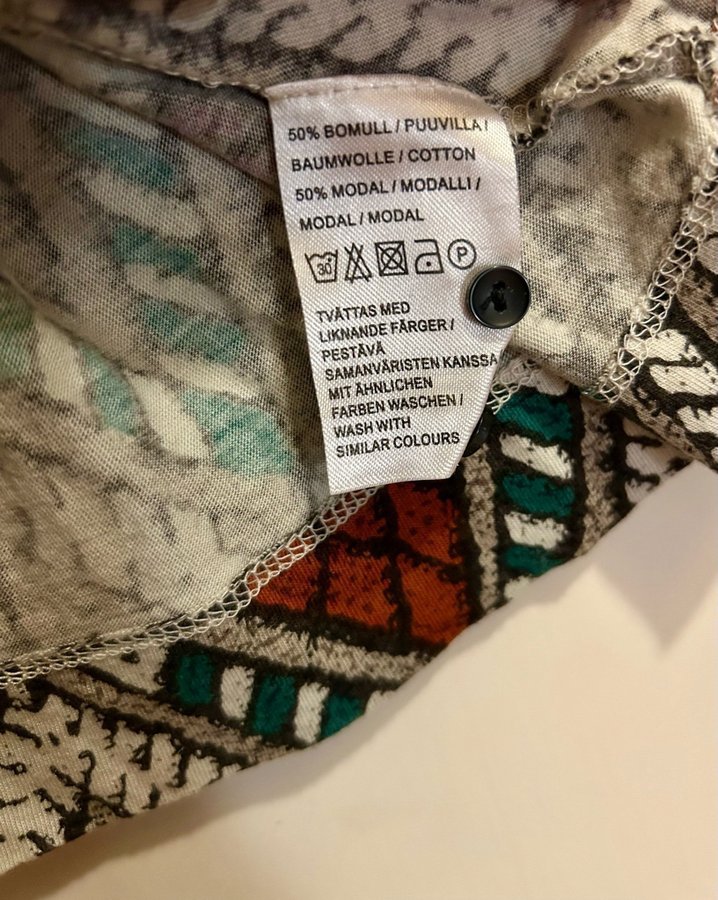 50% BOMULL / PUUVILLA /
BAUMWOLLE / COTTON
50% MODAL / MODALLI /
MODAL / MODAL
30 P
TVÄTTAS MED
LIKNANDE FÄRGER /
PESTÄVÄ
SAMANVÄRISTEN KANSSA
MIT ÄHNLICHEN
FARBEN WASCHEN /
WASH WITH
SIMILAR COLOURS